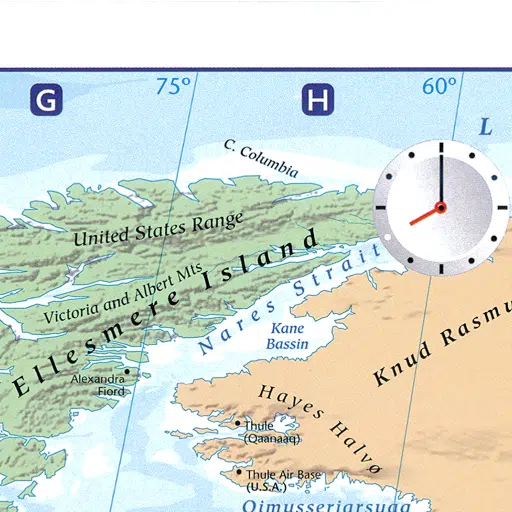 G
75°
H
60°
L
C. Columbia
United States Range
Ellesmere Island
Victoria and Albert Mts
Nares Strait
Kane
Bassin
Knud Rasmu
Alexandra
Fiord
Hayes Halvø
Thule
(Qaanaaq)
Thule Air Base
(U.S.A.)
Qimusseriarsuaq